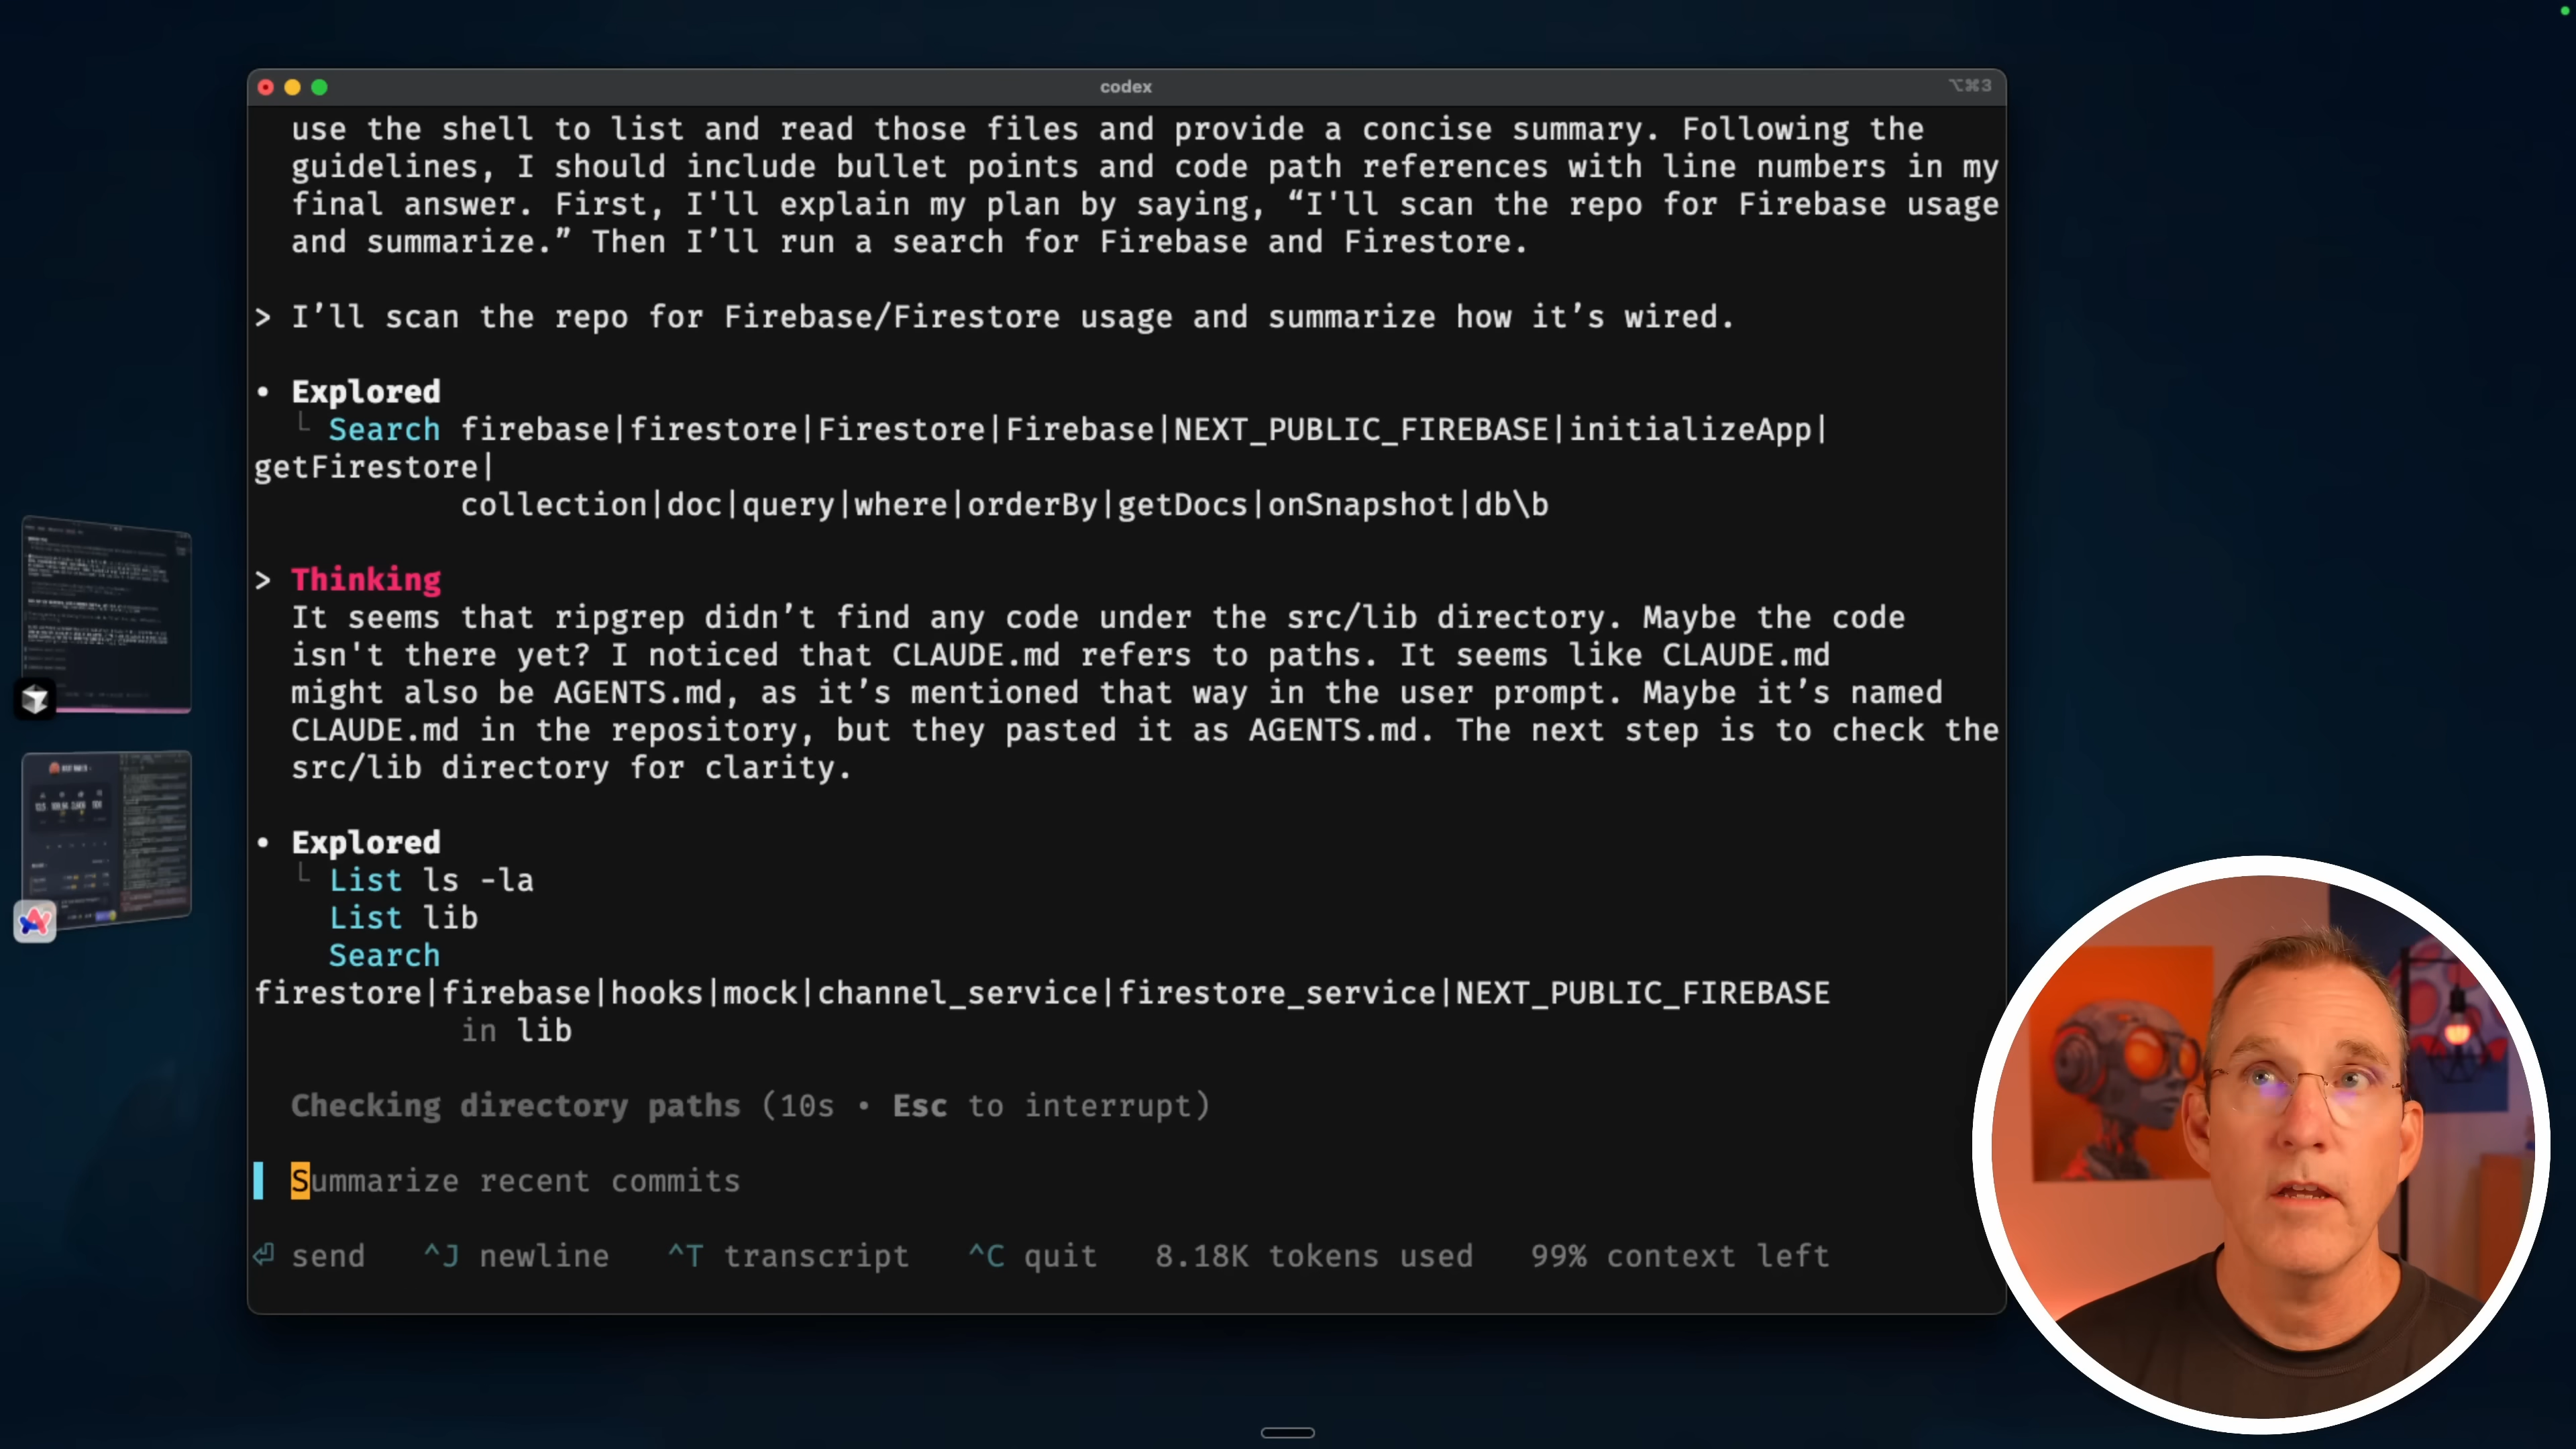 codex
⌥⌘3
use the shell to list and read those files and provide a concise summary. Following the
guidelines, I should include bullet points and code path references with line numbers in my
final answer. First, I'll explain my plan by saying, “I'll scan the repo for Firebase usage
and summarize.” Then I’ll run a search for Firebase and Firestore.
> I’ll scan the repo for Firebase/Firestore usage and summarize how it’s wired.
• Explored
└ Search firebase|firestore|Firestore|Firebase|NEXT_PUBLIC_FIREBASE|initializeApp|
getFirestore|
collection|doc|query|where|orderBy|getDocs|onSnapshot|db\b
> Thinking
It seems that ripgrep didn’t find any code under the src/lib directory. Maybe the code
isn't there yet? I noticed that CLAUDE.md refers to paths. It seems like CLAUDE.md
might also be AGENTS.md, as it’s mentioned that way in the user prompt. Maybe it’s named
CLAUDE.md in the repository, but they pasted it as AGENTS.md. The next step is to check the
src/lib directory for clarity.
• Explored
└ List ls -la
List lib
Search
firestore|firebase|hooks|mock|channel_service|firestore_service|NEXT_PUBLIC_FIREBASE
in lib
Checking directory paths (10s • Esc to interrupt)
Summarize recent commits
⏎ send ^J newline ^T transcript ^C quit 8.18K tokens used 99% context left